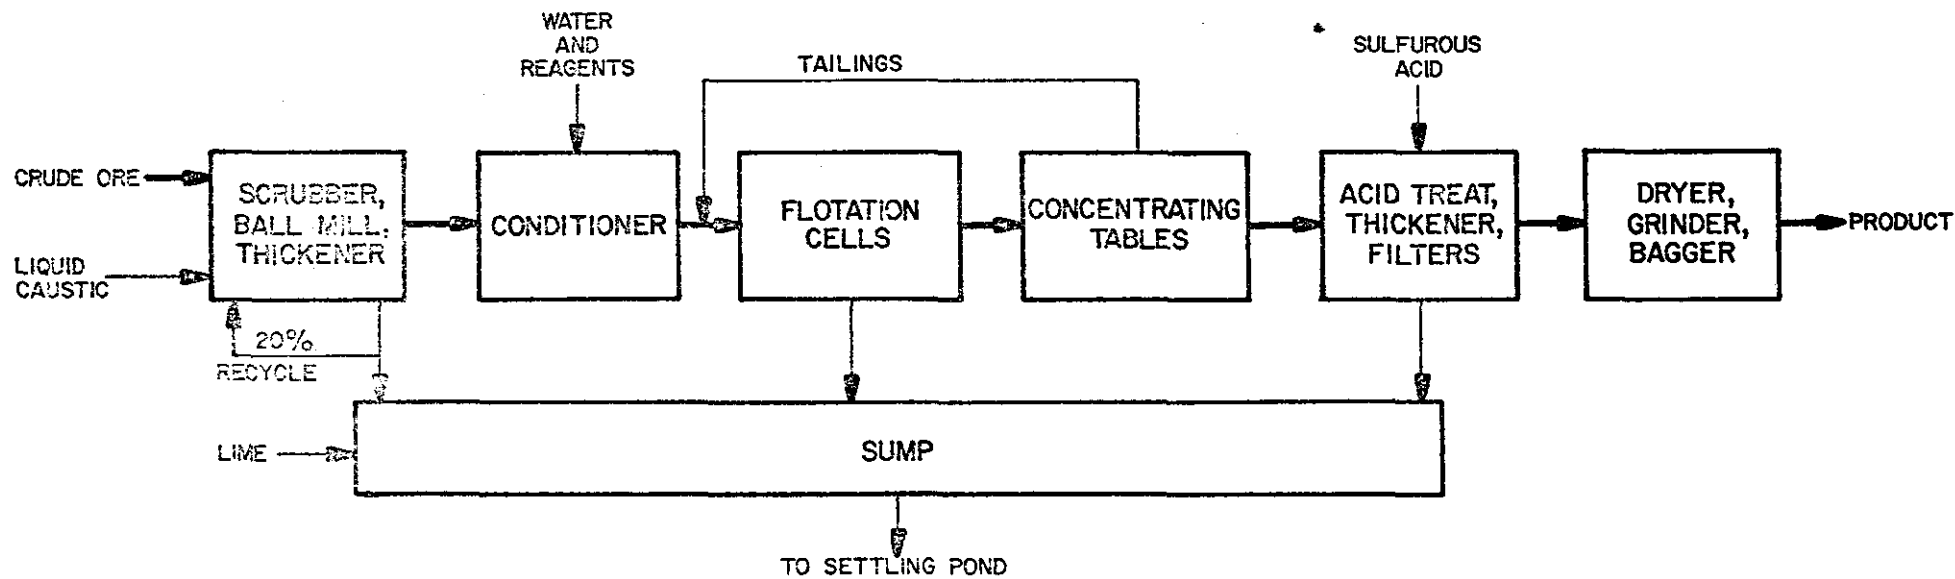 WATER
AND
REAGENTS
TAILINGS
SULFUROUS
ACID
CRUDE ORE
LIQUID
CAUSTIC
SCRUBBER,
BALL MILL,
THICKENER
CONDITIONER
FLOTATION
CELLS
CONCENTRATING
TABLES
ACID TREAT,
THICKENER,
FILTERS
DRYER,
GRINDER,
BAGGER
PRODUCT
20%
RECYCLE
LIME
SUMP
TO SETTLING POND